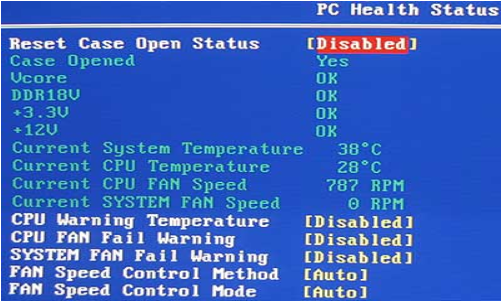 PC Health Status
Reset Case Open Status [Disabled]
Case Opened Yes
Vcore OK
DDR18V OK
+3.3V OK
+12V OK
Current System Temperature 38°C
Current CPU Temperature 28°C
Current CPU FAN Speed 787 RPM
Current SYSTEM FAN Speed 0 RPM
CPU Warning Temperature [Disabled]
CPU FAN Fail Warning [Disabled]
SYSTEM FAN Fail Warning [Disabled]
FAN Speed Control Method [Auto]
FAN Speed Control Mode [Auto]